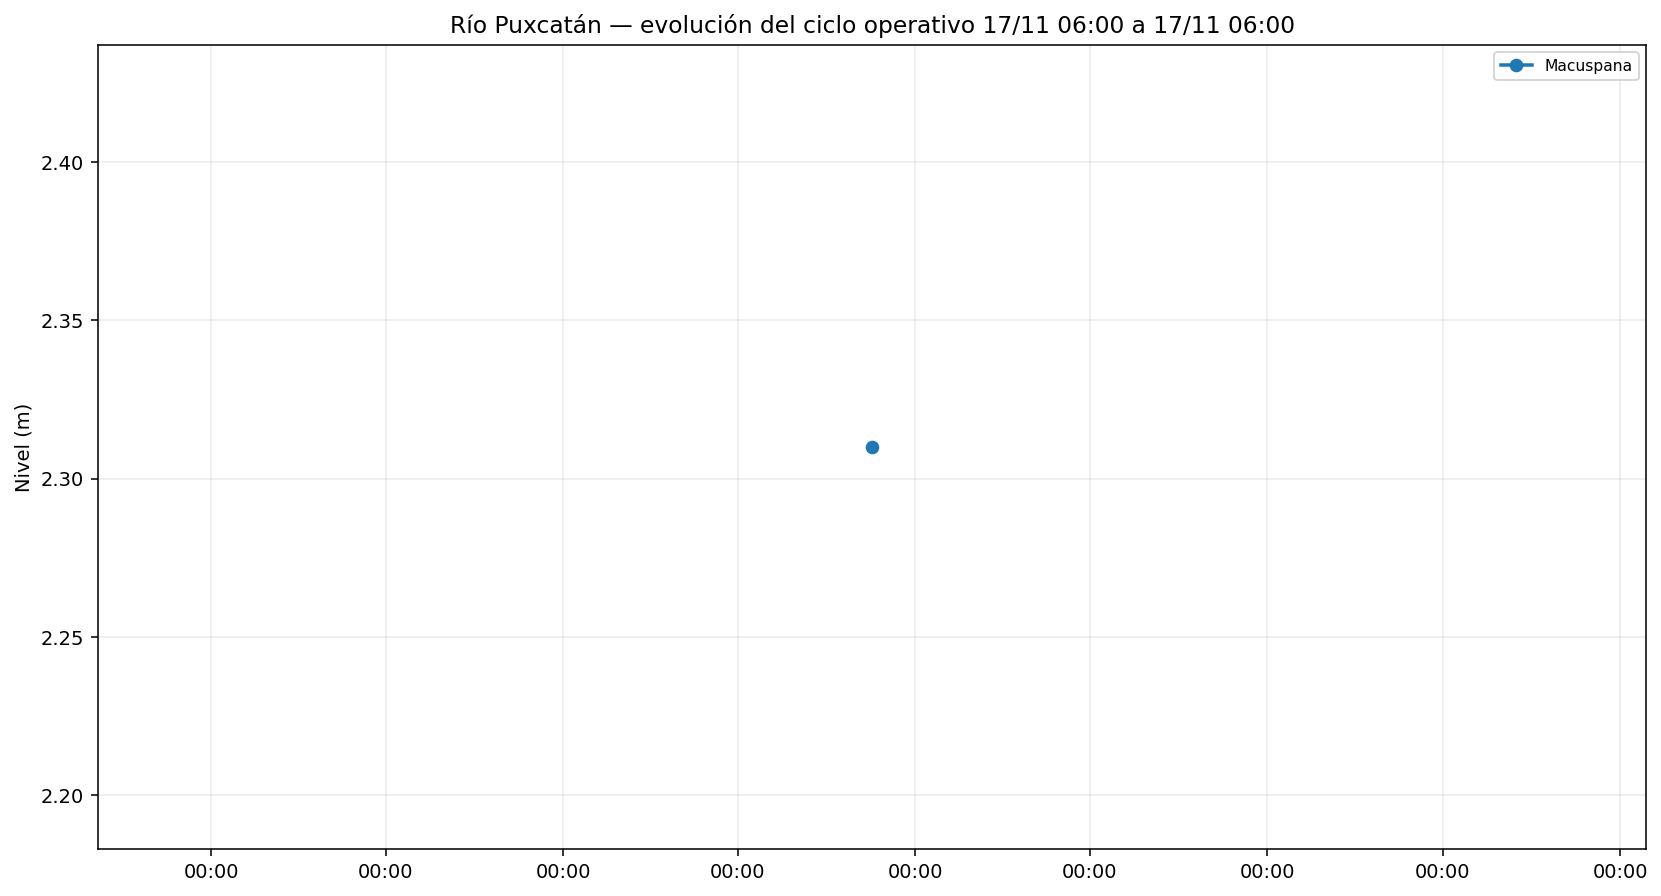 Río Puxcatán — evolución del ciclo operativo 17/11 06:00 a 17/11 06:00
Macuspana
Nivel (m)
2.40
2.35
2.30
2.25
2.20
00:00 00:00 00:00 00:00 00:00 00:00 00:00 00:00 00:00